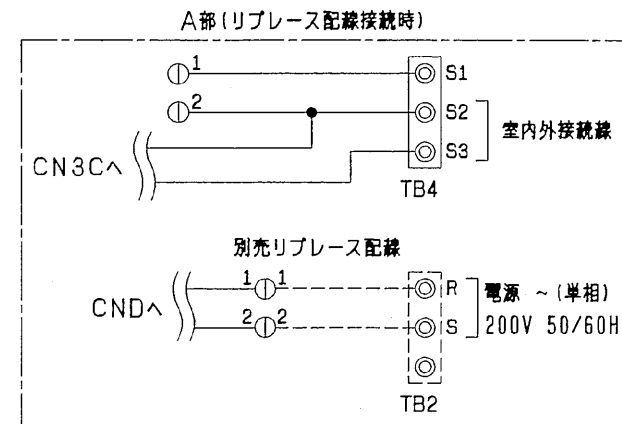 A部(リプレース配線接続時)
1 S1
2 S2
室内外接続線
CN3Cへ S3
TB4
別売リプレース配線
1 1 R 電源 ~(単相)
CNDへ 2 2 S 200V 50/60H
TB2